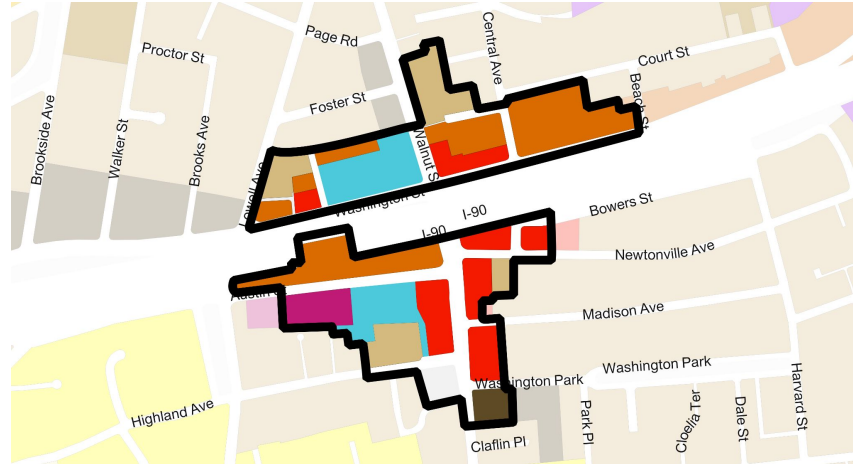 Page Rd
Central Ave
Proctor St
Court St
Foster St
Beach St
Brookside Ave
Walker St
Brooks Ave
Walnut S
Lowell Ave
Washington St
I-90
I-90
Bowers St
Newtonville Ave
Austin
Madison Ave
Washington Park
Washington Park
Highland Ave
Harvard St
Park Pl
Cloelia Ter
Dale St
Claflin Pl